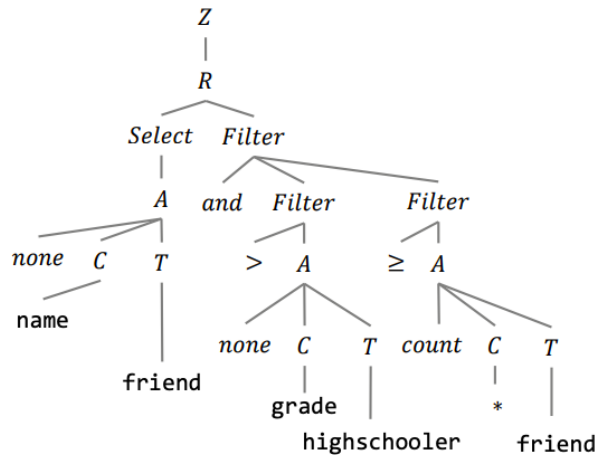 Z
R
Select Filter
A and Filter Filter
none C T > A ≥ A
name none C T count C T
friend grade *
highschooler friend